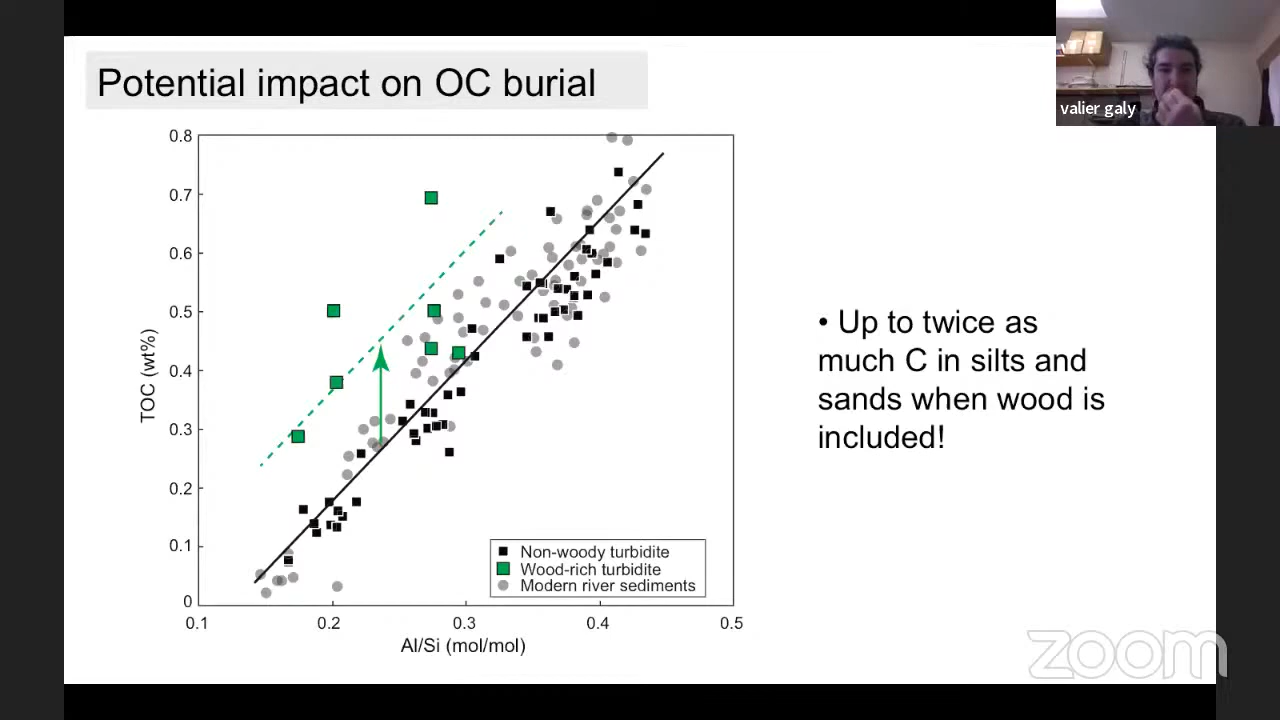 Potential impact on OC burial
valier galy
0.8
0.7
0.6
0.5
0.4
0.3
0.2
0.1
0
TOC (wt%)
0.1
0.2
0.3
0.4
0.5
Al/Si (mol/mol)
Non-woody turbidite
Wood-rich turbidite
Modern river sediments
• Up to twice as
much C in silts and
sands when wood is
included!
zoom